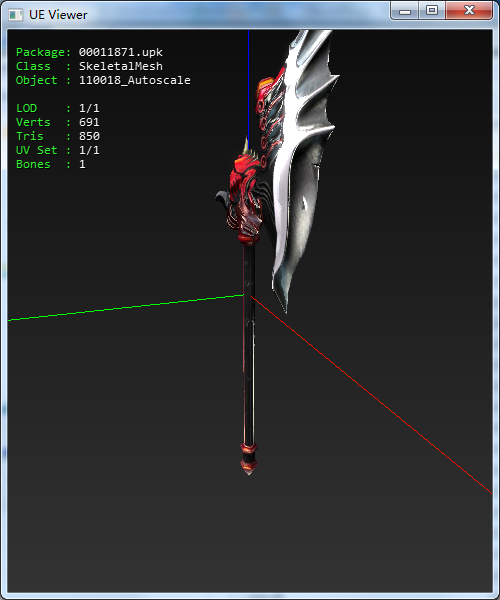 UE Viewer
Package: 00011871.upk
Class  : SkeletalMesh
Object : 110018_Autoscale
LOD    : 1/1
Verts  : 691
Tris   : 850
UV Set : 1/1
Bones  : 1